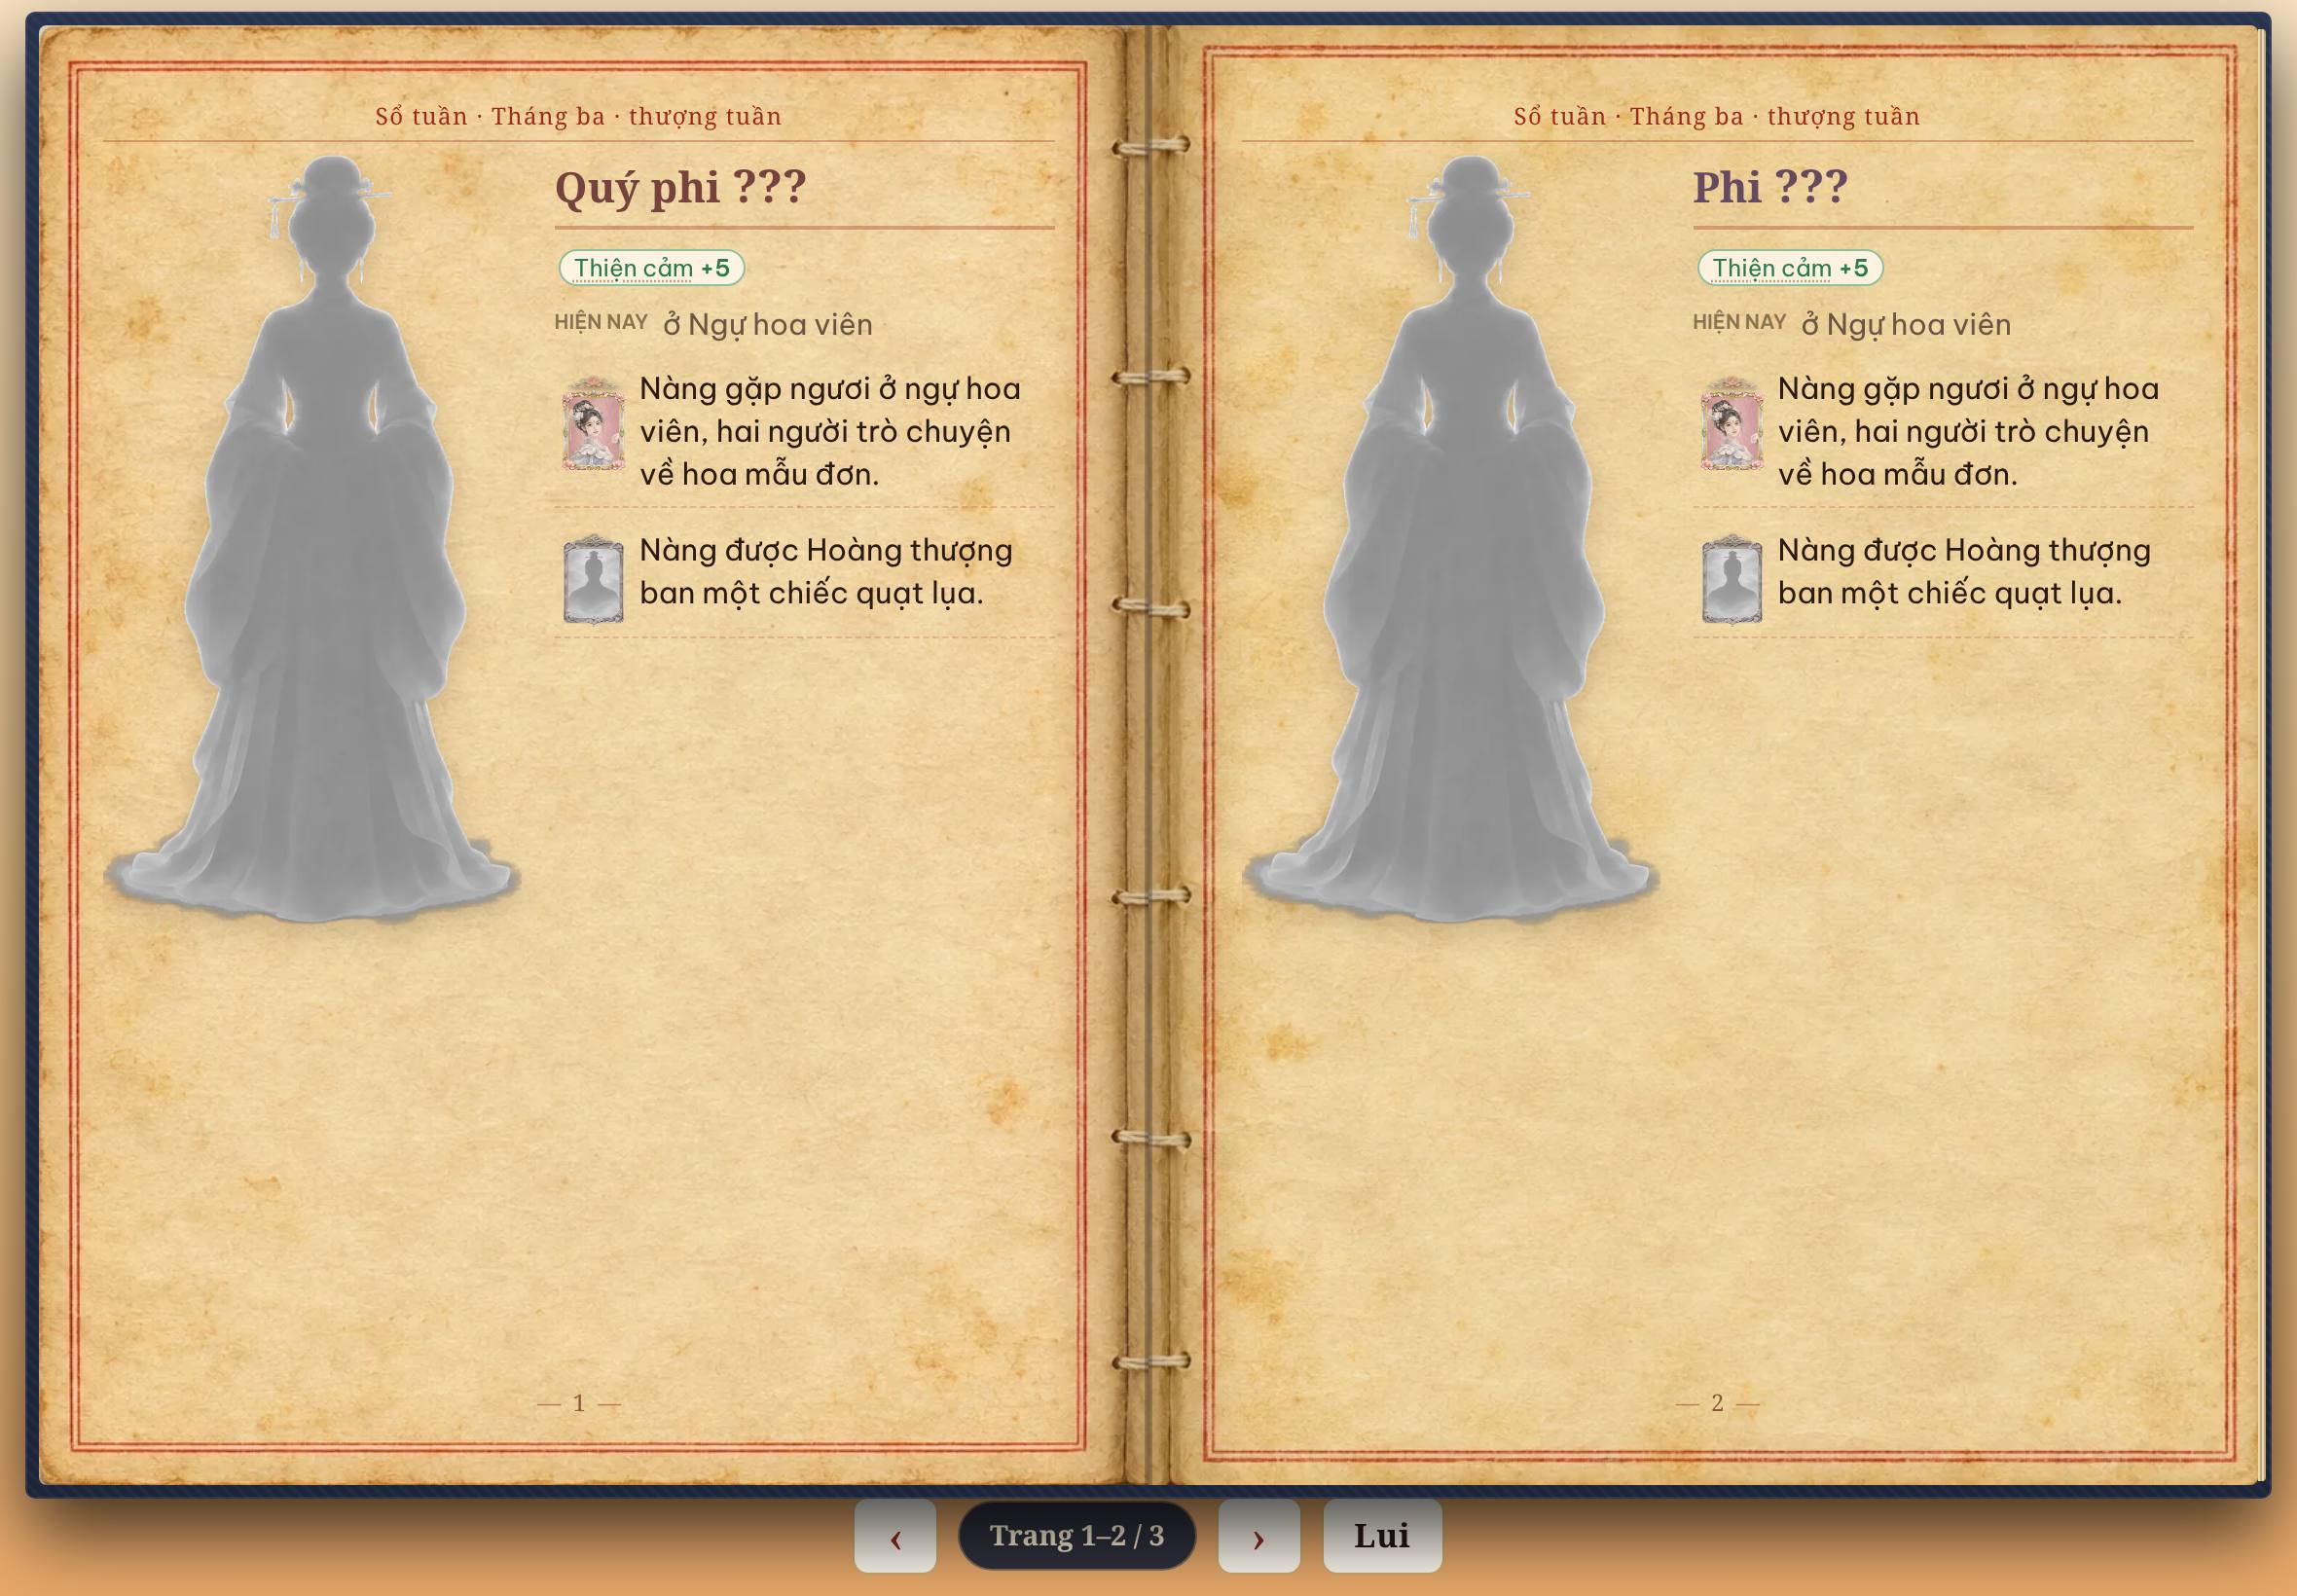 Sổ tuần · Tháng ba · thượng tuần
Quý phi ???
Thiện cảm +5
HIỆN NAY ở Ngự hoa viên
Nàng gặp ngươi ở ngự hoa
viên, hai người trò chuyện
về hoa mẫu đơn.
Nàng được Hoàng thượng
ban một chiếc quạt lụa.
— 1 —
Sổ tuần · Tháng ba · thượng tuần
Phi ???
Thiện cảm +5
HIỆN NAY ở Ngự hoa viên
Nàng gặp ngươi ở ngự hoa
viên, hai người trò chuyện
về hoa mẫu đơn.
Nàng được Hoàng thượng
ban một chiếc quạt lụa.
— 2 —
‹ Trang 1–2 / 3 › Lui